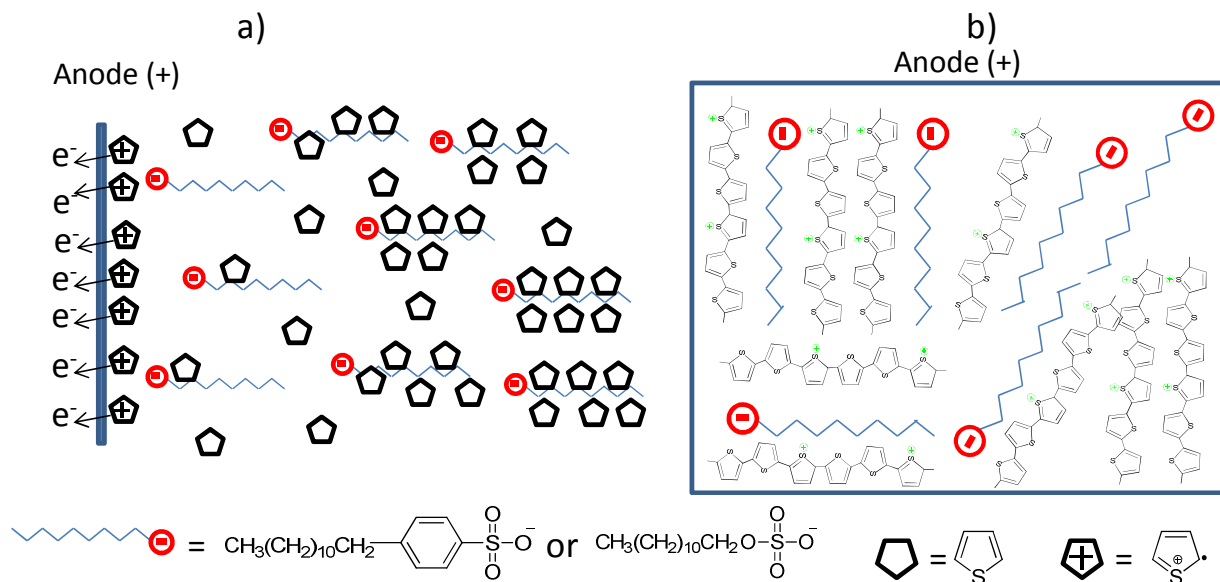 a)
b)
Anode (+)
Anode (+)
e⁻
e⁻
e⁻
e⁻
e⁻
e⁻
e⁻
= CH₃(CH₂)₁₀CH₂ O S O O⁻ or CH₃(CH₂)₁₀CH₂O O S O O⁻ = S = S ⊕ •